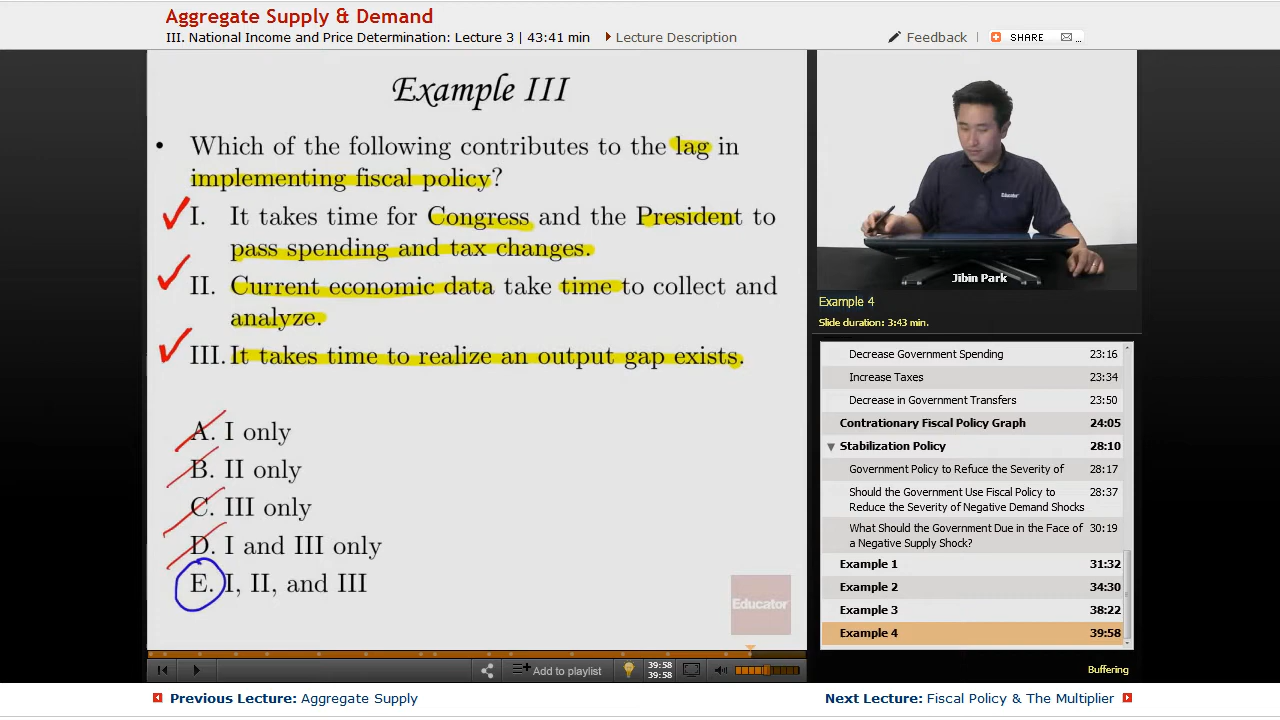 Aggregate Supply & Demand
III. National Income and Price Determination: Lecture 3 | 43:41 min
Lecture Description
Feedback
SHARE
Example III
• Which of the following contributes to the lag in
implementing fiscal policy?
I. It takes time for Congress and the President to
pass spending and tax changes.
II. Current economic data take time to collect and
analyze.
III. It takes time to realize an output gap exists.
A. I only
B. II only
C. III only
D. I and III only
E. I, II, and III
Educator
Add to playlist
39:58
39:58
Educator
Jibin Park
Example 4
Slide duration: 3:43 min.
Decrease Government Spending 23:16
Increase Taxes 23:34
Decrease in Government Transfers 23:50
Contrationary Fiscal Policy Graph 24:05
Stabilization Policy 28:10
Government Policy to Refuce the Severity of 28:17
Should the Government Use Fiscal Policy to 28:37
Reduce the Severity of Negative Demand Shocks
What Should the Government Due in the Face of 30:19
a Negative Supply Shock?
Example 1 31:32
Example 2 34:30
Example 3 38:22
Example 4 39:58
Buffering
Previous Lecture: Aggregate Supply
Next Lecture: Fiscal Policy & The Multiplier